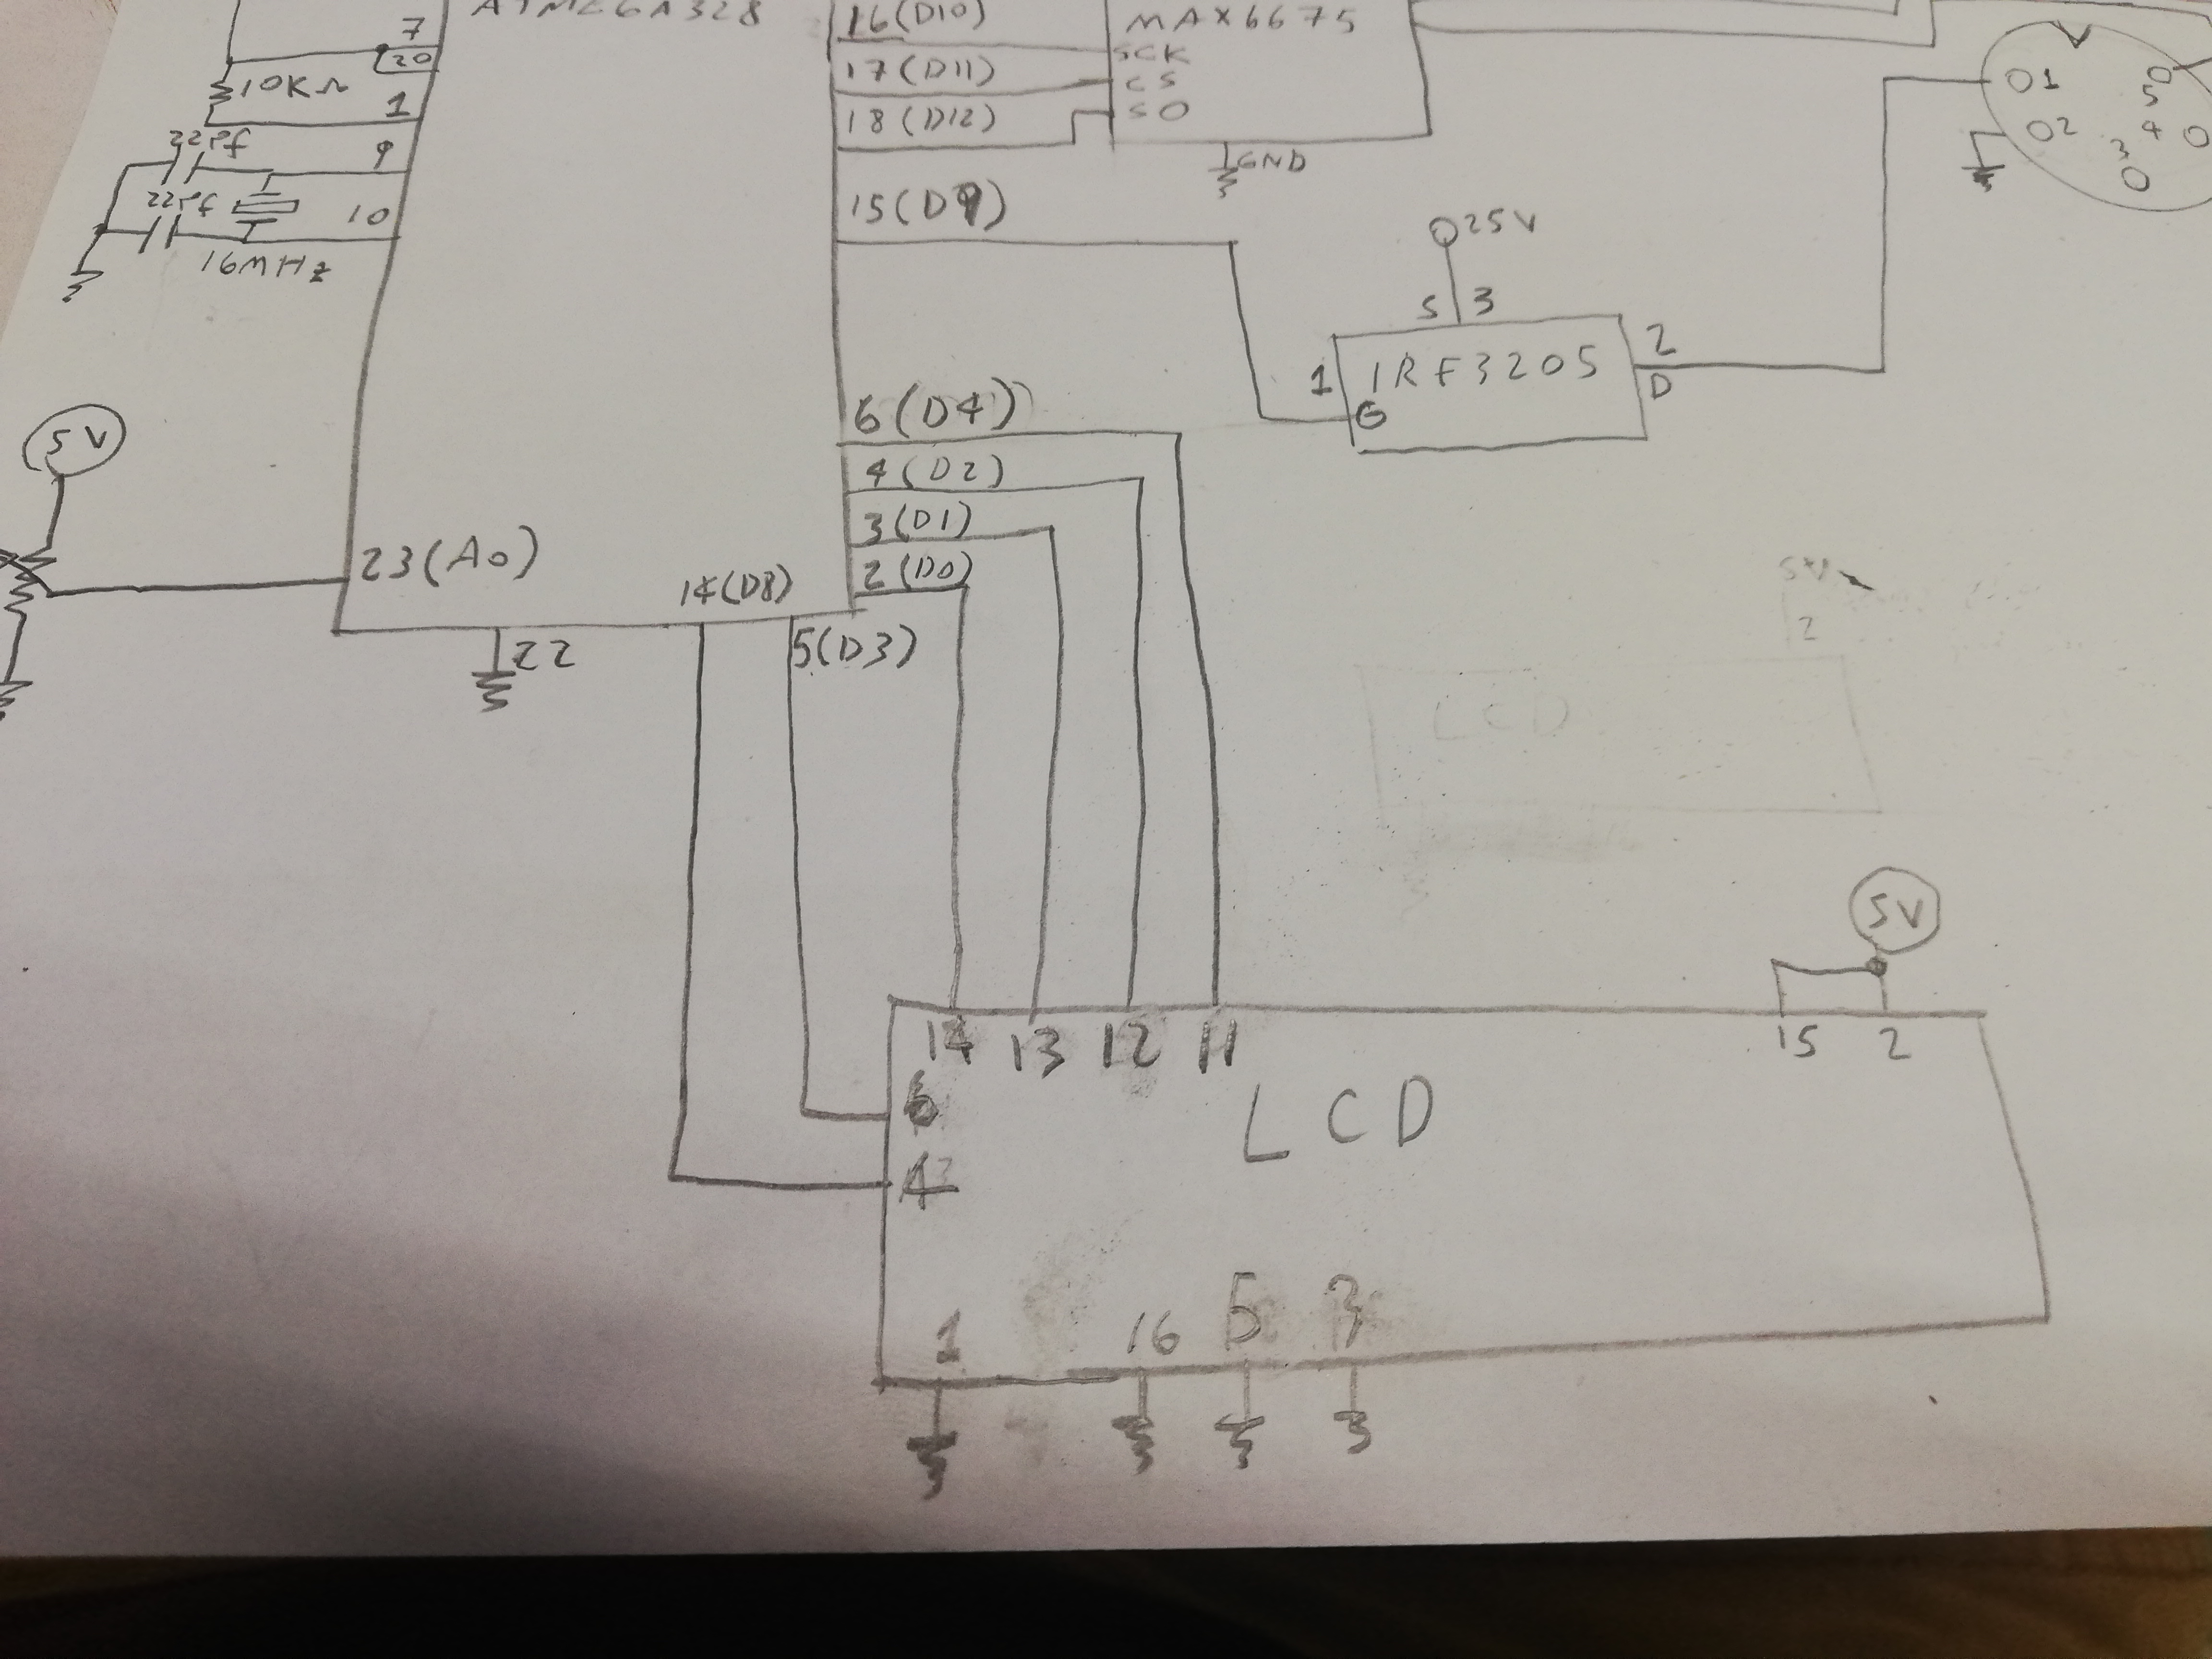 ATMEGA328
7
20
10KΩ
1
22pf
9
22pf
10
16MHz
5V
23(A0)
22
14(D8)
5(D3)
16(D10)
17(D11)
18(D12)
15(D9)
6(D4)
4(D2)
3(D1)
2(D0)
MAX6675
SCK
CS
SO
GND
25V
S 3
1 IRF3205 2
G D
1
2
3
4
5
5V
2
LCD
5V
14 13 12 11 15 2
6
LCD
4
1 16 5 3